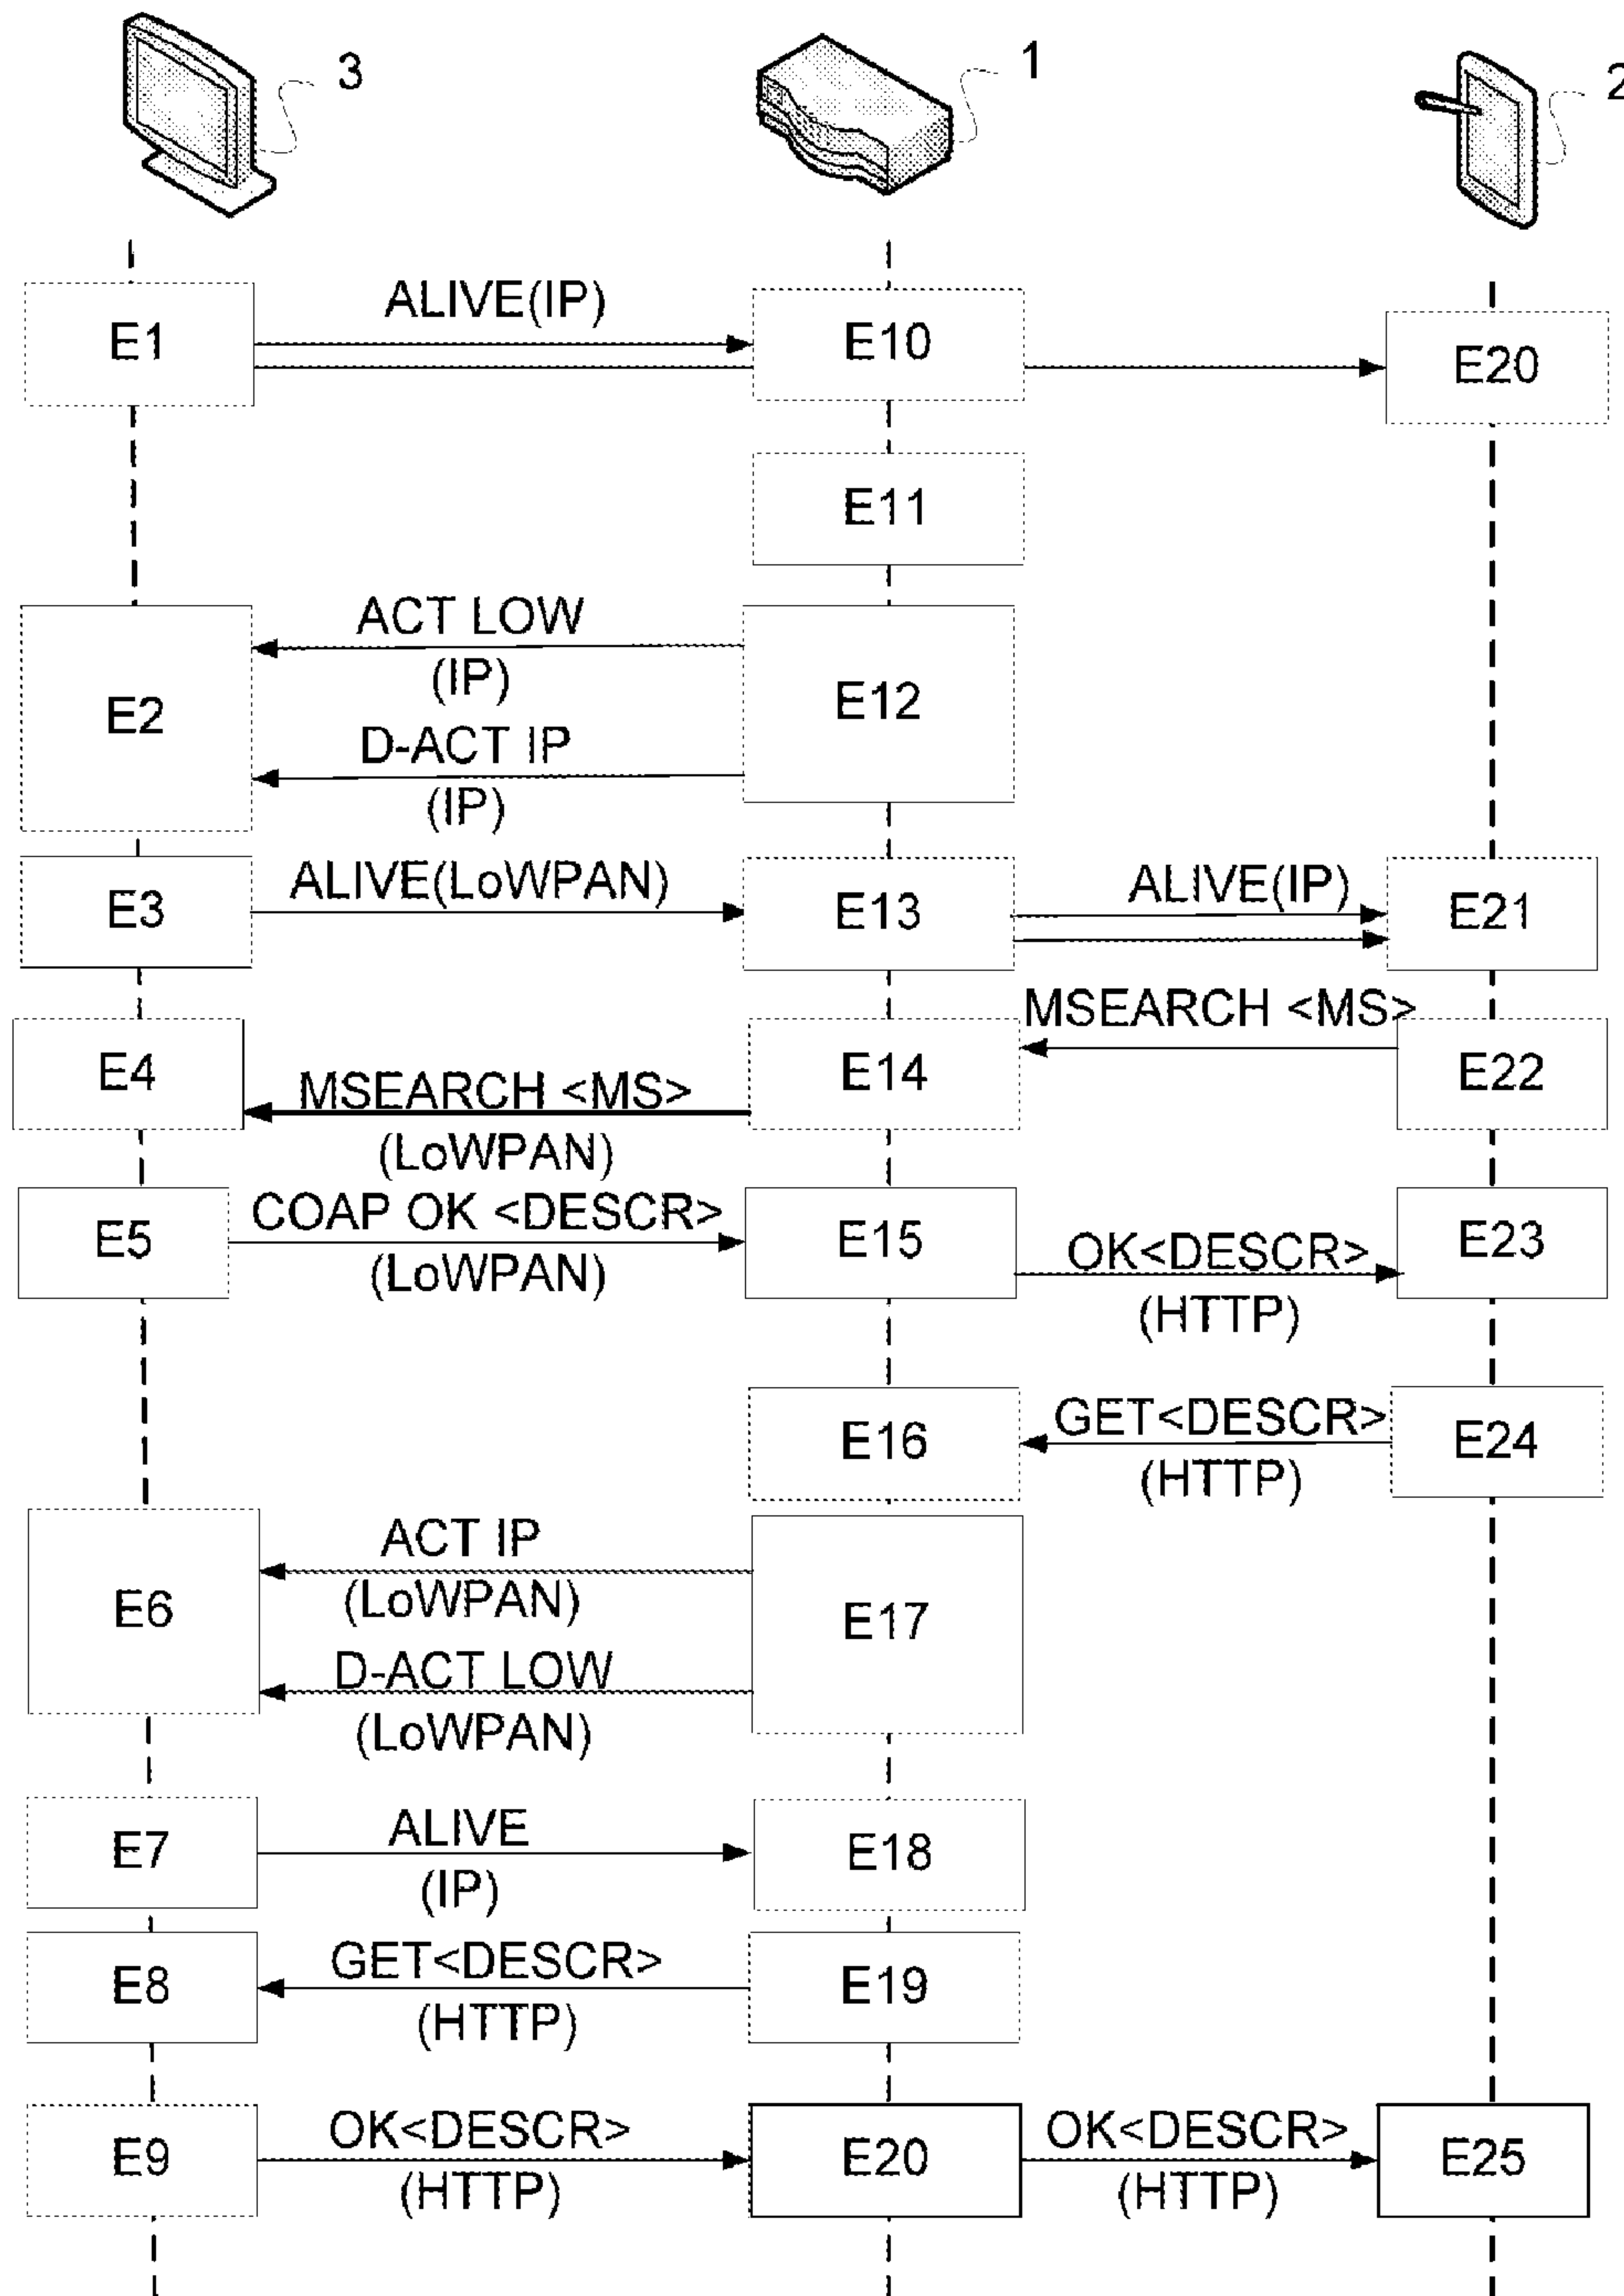 3
1
2
ALIVE(IP)
E1
E10
E20
E11
ACT LOW
(IP)
E2
E12
D-ACT IP
(IP)
E3
ALIVE(LoWPAN)
E13
ALIVE(IP)
E21
MSEARCH <MS>
E4
E14
E22
MSEARCH <MS>
(LoWPAN)
E5
COAP OK <DESCR>
(LoWPAN)
E15
OK<DESCR>
(HTTP)
E23
E16
GET<DESCR>
(HTTP)
E24
ACT IP
(LoWPAN)
E6
E17
D-ACT LOW
(LoWPAN)
E7
ALIVE
(IP)
E18
E8
GET<DESCR>
(HTTP)
E19
E9
OK<DESCR>
(HTTP)
E20
OK<DESCR>
(HTTP)
E25